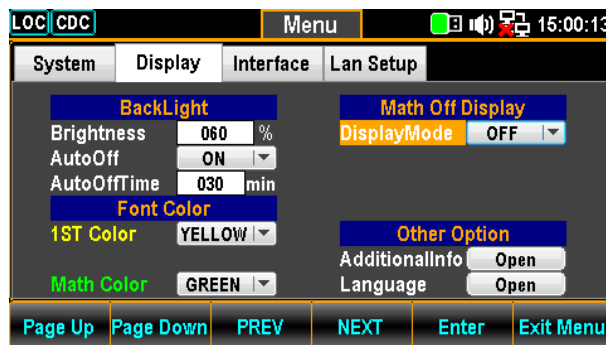 LOC CDC Menu 15:00:13
System Display Interface Lan Setup
BackLight
Brightness 060 %
AutoOff ON
AutoOffTime 030 min
Font Color
1ST Color YELLOW
Math Color GREEN
Math Off Display
DisplayMode OFF
Other Option
AdditionalInfo Open
Language Open
Page Up Page Down PREV NEXT Enter Exit Menu